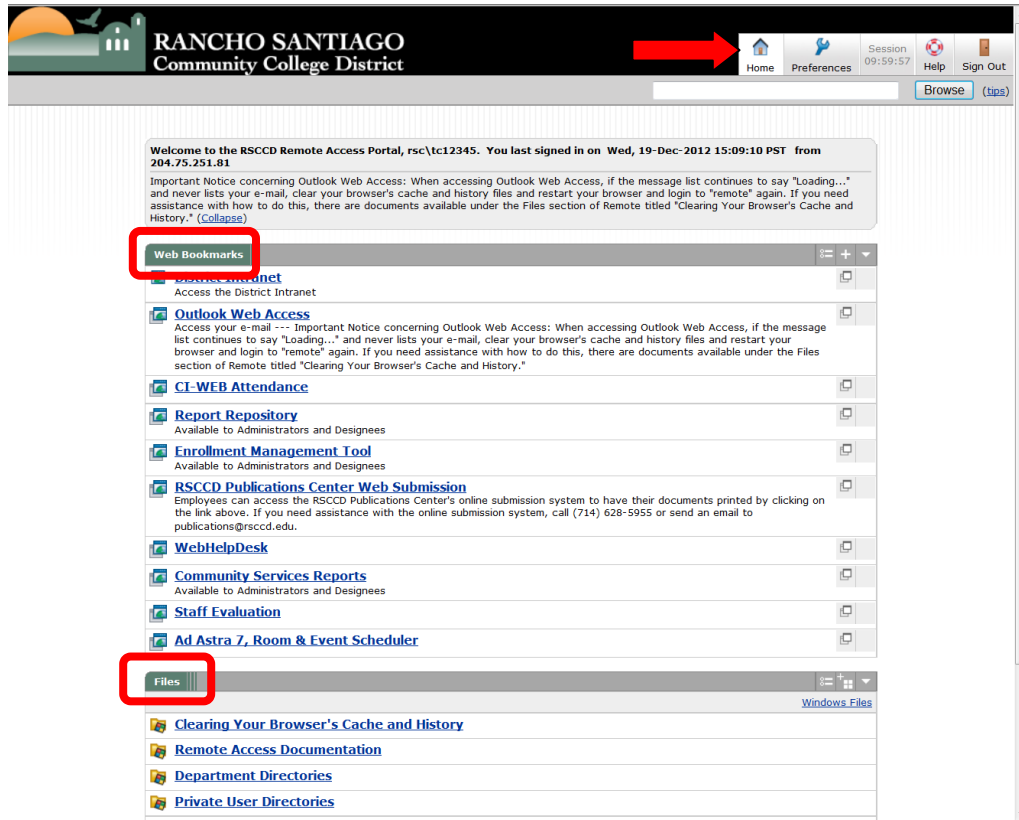 RANCHO SANTIAGO
Community College District
Home
Preferences
Session
09:59:57
Help
Sign Out
Browse
(tips)
Welcome to the RSCCD Remote Access Portal, rsc\tc12345. You last signed in on Wed, 19-Dec-2012 15:09:10 PST from
204.75.251.81
Important Notice concerning Outlook Web Access: When accessing Outlook Web Access, if the message list continues to say "Loading..."
and never lists your e-mail, clear your browser's cache and history files and restart your browser and login to "remote" again. If you need
assistance with how to do this, there are documents available under the Files section of Remote titled "Clearing Your Browser's Cache and
History." (Collapse)
Web Bookmarks
District Intranet
Access the District Intranet
Outlook Web Access
Access your e-mail --- Important Notice concerning Outlook Web Access: When accessing Outlook Web Access, if the message
list continues to say "Loading..." and never lists your e-mail, clear your browser's cache and history files and restart your
browser and login to "remote" again. If you need assistance with how to do this, there are documents available under the Files
section of Remote titled "Clearing Your Browser's Cache and History."
CI-WEB Attendance
Report Repository
Available to Administrators and Designees
Enrollment Management Tool
Available to Administrators and Designees
RSCCD Publications Center Web Submission
Employees can access the RSCCD Publications Center's online submission system to have their documents printed by clicking on
the link above. If you need assistance with the online submission system, call (714) 628-5955 or send an email to
publications@rsccd.edu.
WebHelpDesk
Community Services Reports
Available to Administrators and Designees
Staff Evaluation
Ad Astra 7, Room & Event Scheduler
Files
Windows Files
Clearing Your Browser's Cache and History
Remote Access Documentation
Department Directories
Private User Directories